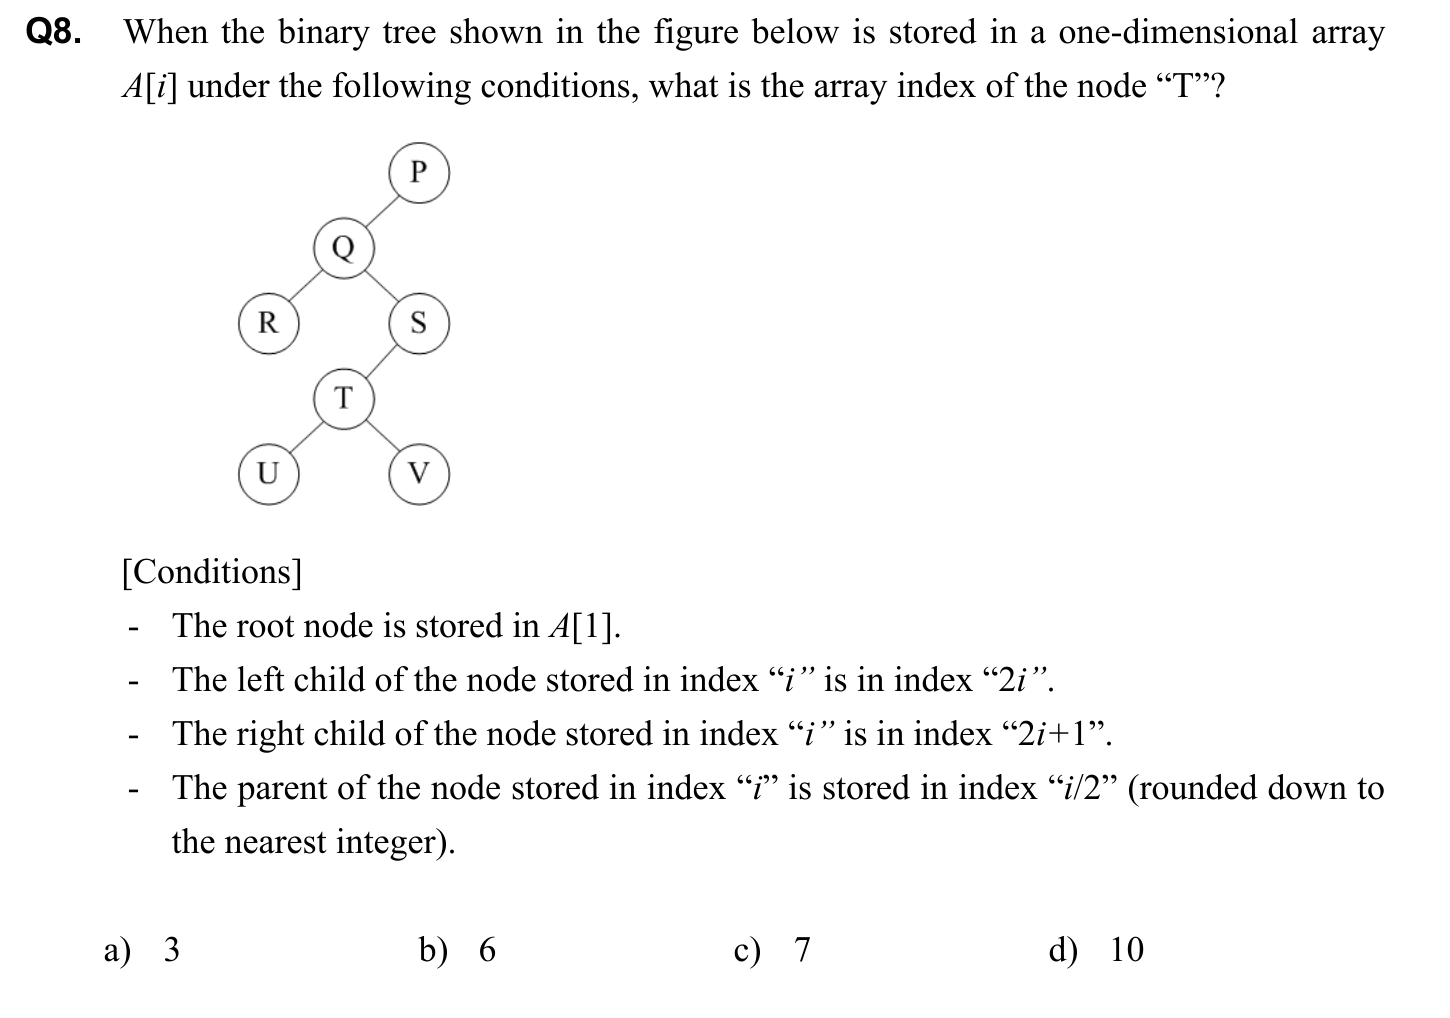 Q8. When the binary tree shown in the figure below is stored in a one-dimensional array
A[i] under the following conditions, what is the array index of the node “T”?
P
Q
R S
T
U V
[Conditions]
- The root node is stored in A[1].
- The left child of the node stored in index “i” is in index “2i”.
- The right child of the node stored in index “i” is in index “2i+1”.
- The parent of the node stored in index “i” is stored in index “i/2” (rounded down to
the nearest integer).
a) 3 b) 6 c) 7 d) 10